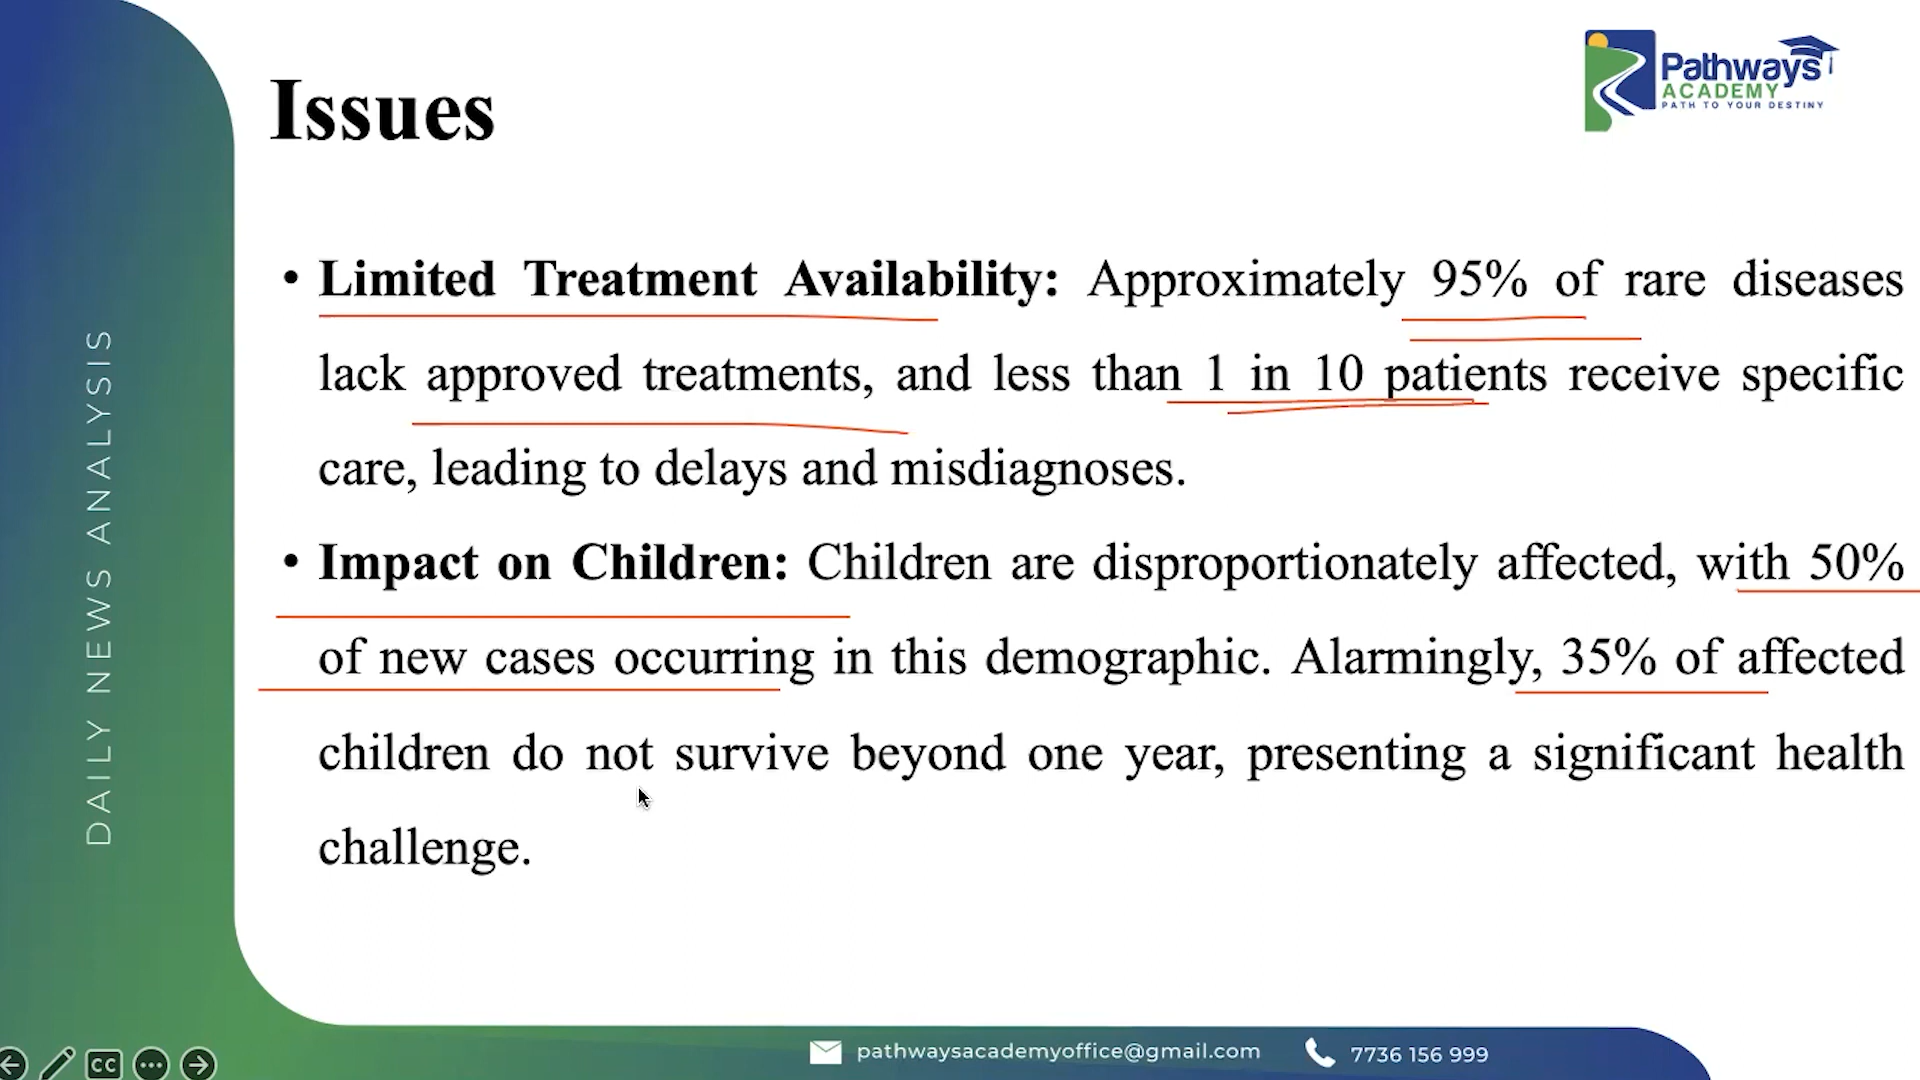 Pathways
ACADEMY
PATH TO YOUR DESTINY
Issues
• Limited Treatment Availability: Approximately 95% of rare diseases
lack approved treatments, and less than 1 in 10 patients receive specific
care, leading to delays and misdiagnoses.
• Impact on Children: Children are disproportionately affected, with 50%
of new cases occurring in this demographic. Alarmingly, 35% of affected
children do not survive beyond one year, presenting a significant health
challenge.
DAILY NEWS ANALYSIS
CC
pathwaysacademyoffice@gmail.com
7736 156 999